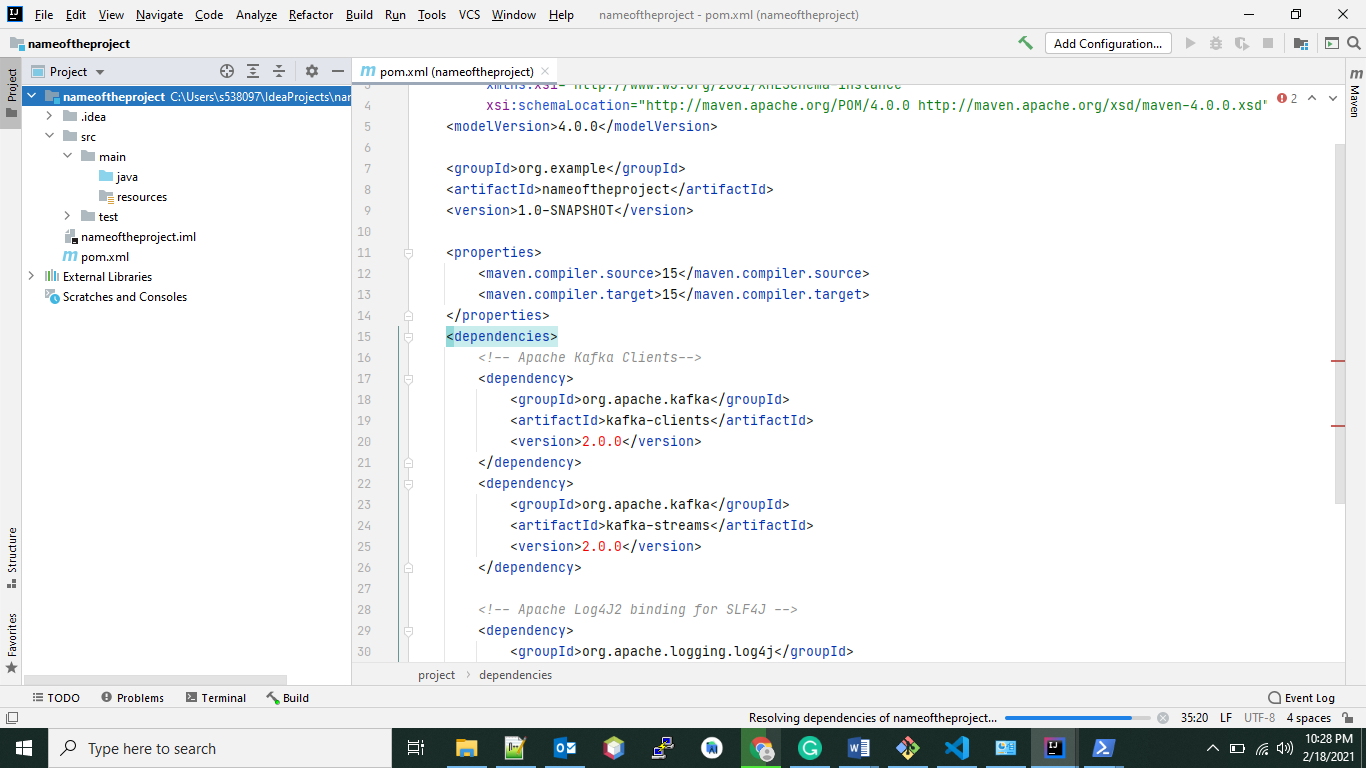 File Edit View Navigate Code Analyze Refactor Build Run Tools VCS Window Help nameoftheproject - pom.xml (nameoftheproject)
nameoftheproject
Add Configuration...
Project
Project
pom.xml (nameoftheproject)
nameoftheproject C:\Users\s538097\IdeaProjects\nan
.idea
src
main
java
resources
test
nameoftheproject.iml
pom.xml
External Libraries
Scratches and Consoles
4 xsi:schemaLocation="http://maven.apache.org/POM/4.0.0 http://maven.apache.org/xsd/maven-4.0.0.xsd"
2
5 <modelVersion>4.0.0</modelVersion>
6
7 <groupId>org.example</groupId>
8 <artifactId>nameoftheproject</artifactId>
9 <version>1.0-SNAPSHOT</version>
10
11 <properties>
12 <maven.compiler.source>15</maven.compiler.source>
13 <maven.compiler.target>15</maven.compiler.target>
14 </properties>
15 <dependencies>
16 <!-- Apache Kafka Clients-->
17 <dependency>
18 <groupId>org.apache.kafka</groupId>
19 <artifactId>kafka-clients</artifactId>
20 <version>2.0.0</version>
21 </dependency>
22 <dependency>
23 <groupId>org.apache.kafka</groupId>
24 <artifactId>kafka-streams</artifactId>
25 <version>2.0.0</version>
26 </dependency>
27
28 <!-- Apache Log4J2 binding for SLF4J -->
29 <dependency>
30 <groupId>org.apache.logging.log4j</groupId>
Maven
Structure
Favorites
project > dependencies
TODO Problems Terminal Build
Event Log
Resolving dependencies of nameoftheproject... 35:20 LF UTF-8 4 spaces
Type here to search
10:28 PM
2/18/2021